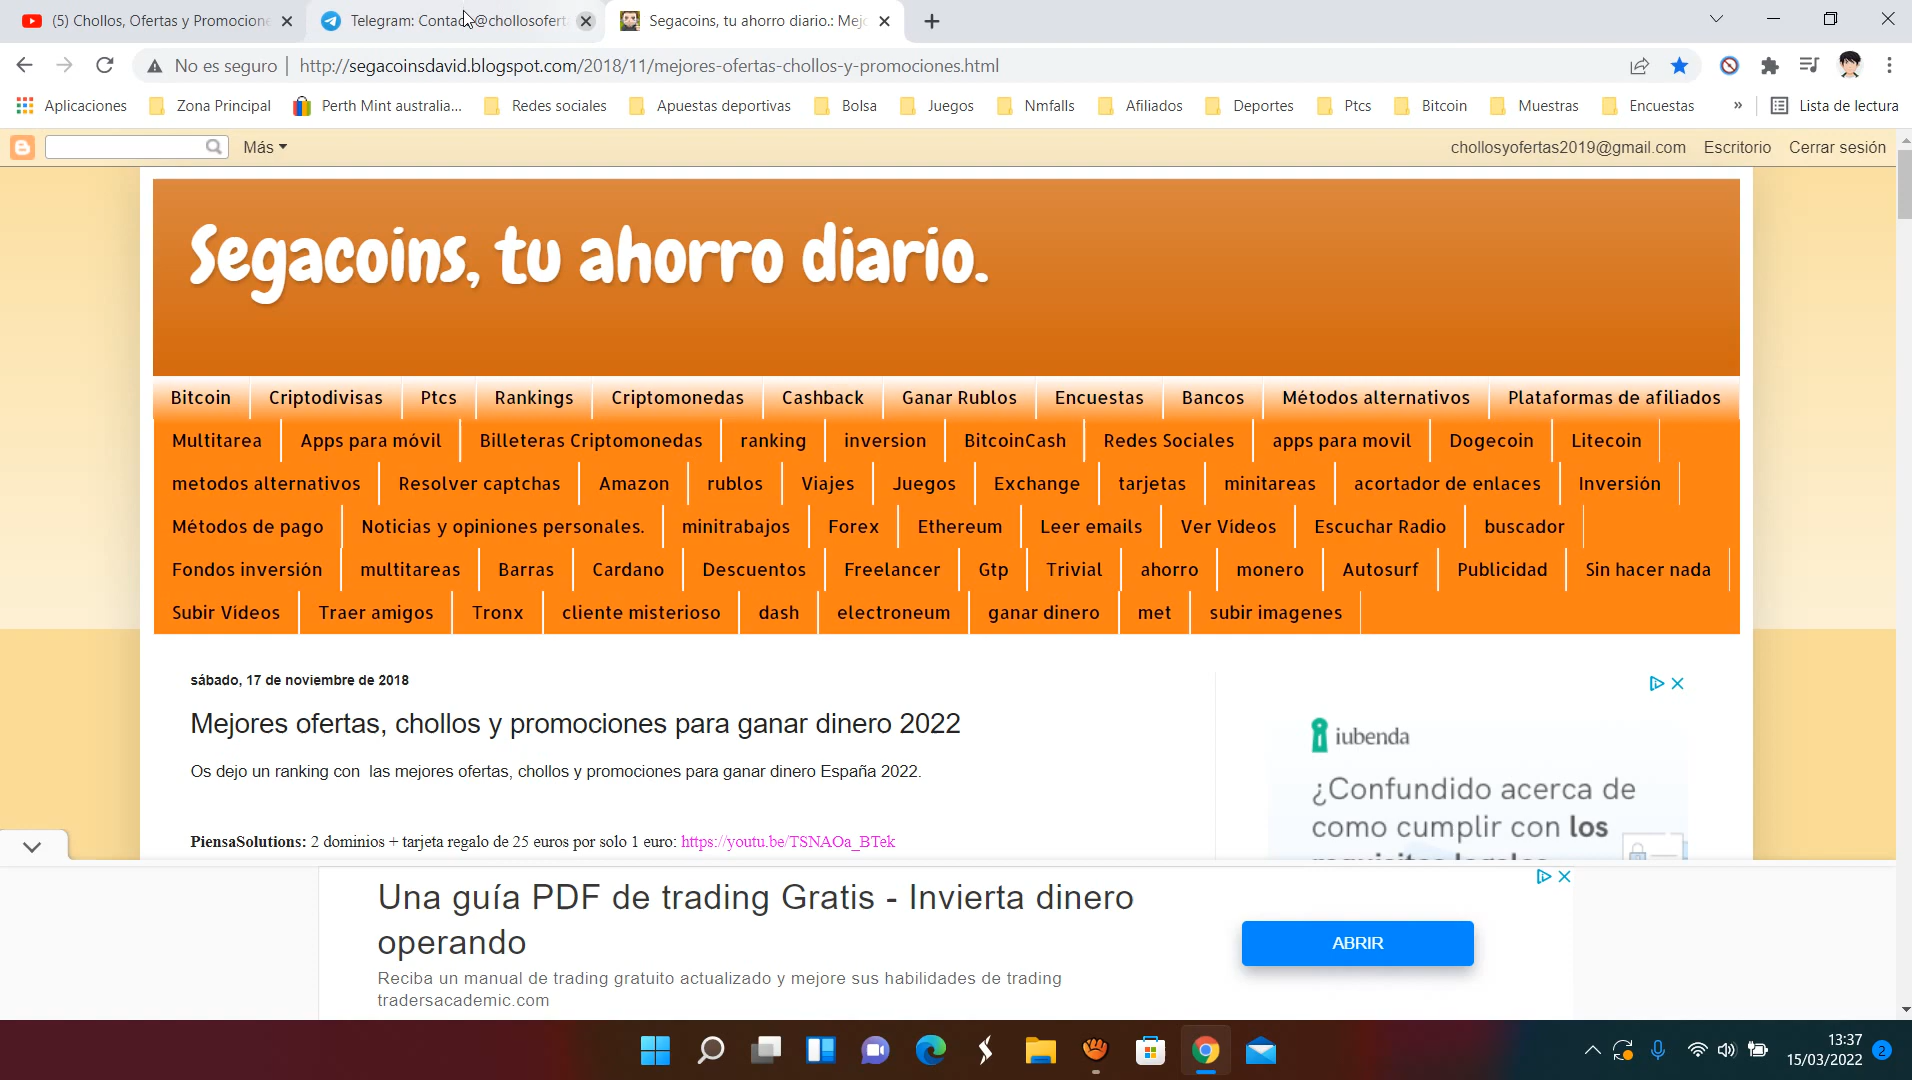 (5) Chollos, Ofertas y Promocione
Telegram: Contact @chollosofert
Segacoins, tu ahorro diario.: Mej
No es seguro
http://segacoinsdavid.blogspot.com/2018/11/mejores-ofertas-chollos-y-promociones.html
Aplicaciones Zona Principal Perth Mint australia... Redes sociales Apuestas deportivas Bolsa Juegos Nmfalls Afiliados Deportes Ptcs Bitcoin Muestras Encuestas » Lista de lectura
Más chollosyofertas2019@gmail.com Escritorio Cerrar sesión
Segacoins, tu ahorro diario.
Bitcoin Criptodivisas Ptcs Rankings Criptomonedas Cashback Ganar Rublos Encuestas Bancos Métodos alternativos Plataformas de afiliados
Multitarea Apps para móvil Billeteras Criptomonedas ranking inversion BitcoinCash Redes Sociales apps para movil Dogecoin Litecoin
metodos alternativos Resolver captchas Amazon rublos Viajes Juegos Exchange tarjetas minitareas acortador de enlaces Inversión
Métodos de pago Noticias y opiniones personales. minitrabajos Forex Ethereum Leer emails Ver Vídeos Escuchar Radio buscador
Fondos inversión multitareas Barras Cardano Descuentos Freelancer Gtp Trivial ahorro monero Autosurf Publicidad Sin hacer nada
Subir Vídeos Traer amigos Tronx cliente misterioso dash electroneum ganar dinero met subir imagenes
sábado, 17 de noviembre de 2018
Mejores ofertas, chollos y promociones para ganar dinero 2022
Os dejo un ranking con las mejores ofertas, chollos y promociones para ganar dinero España 2022.
PiensaSolutions: 2 dominios + tarjeta regalo de 25 euros por solo 1 euro: https://youtu.be/TSNAOa_BTek
iubenda
¿Confundido acerca de
como cumplir con los
Una guía PDF de trading Gratis - Invierta dinero
operando
Reciba un manual de trading gratuito actualizado y mejore sus habilidades de trading
tradersacademic.com
ABRIR
13:37
15/03/2022
2